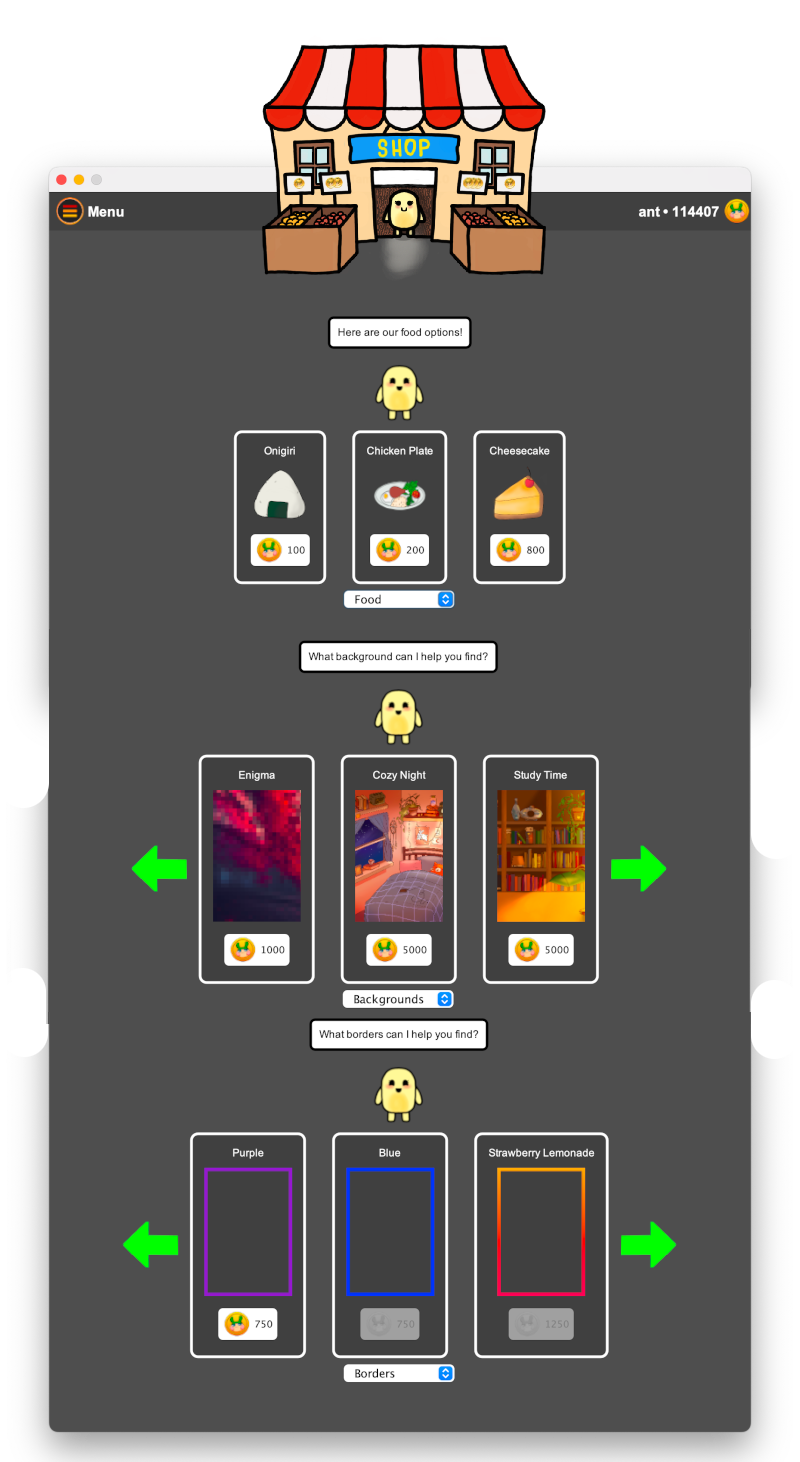 SHOP
Menu
ant • 114407
Here are our food options!
Onigiri
Chicken Plate
Cheesecake
100
200
800
Food
What background can I help you find?
Enigma
Cozy Night
Study Time
1000
5000
5000
Backgrounds
What borders can I help you find?
Purple
Blue
Strawberry Lemonade
750
750
1250
Borders